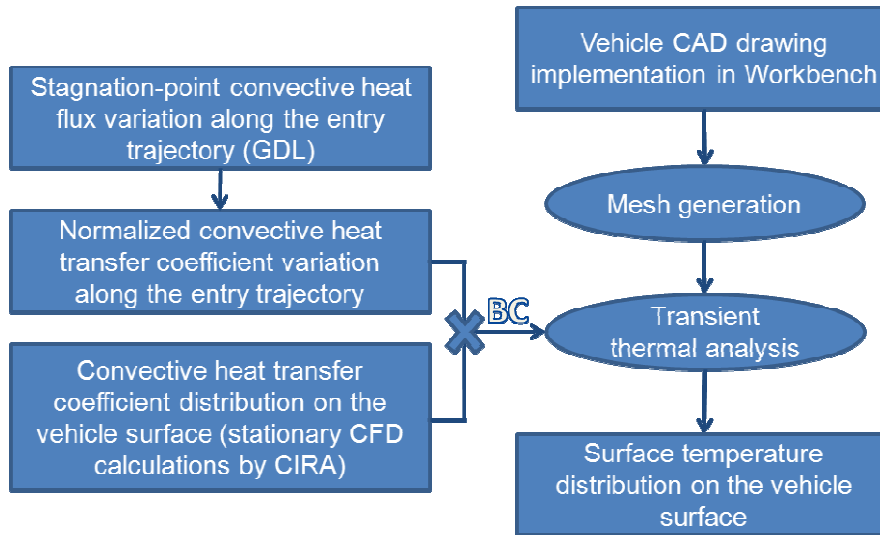 Stagnation-point convective heat
flux variation along the entry
trajectory (GDL)
Normalized convective heat
transfer coefficient variation
along the entry trajectory
Convective heat transfer
coefficient distribution on the
vehicle surface (stationary CFD
calculations by CIRA)
BC
Vehicle CAD drawing
implementation in Workbench
Mesh generation
Transient
thermal analysis
Surface temperature
distribution on the vehicle
surface